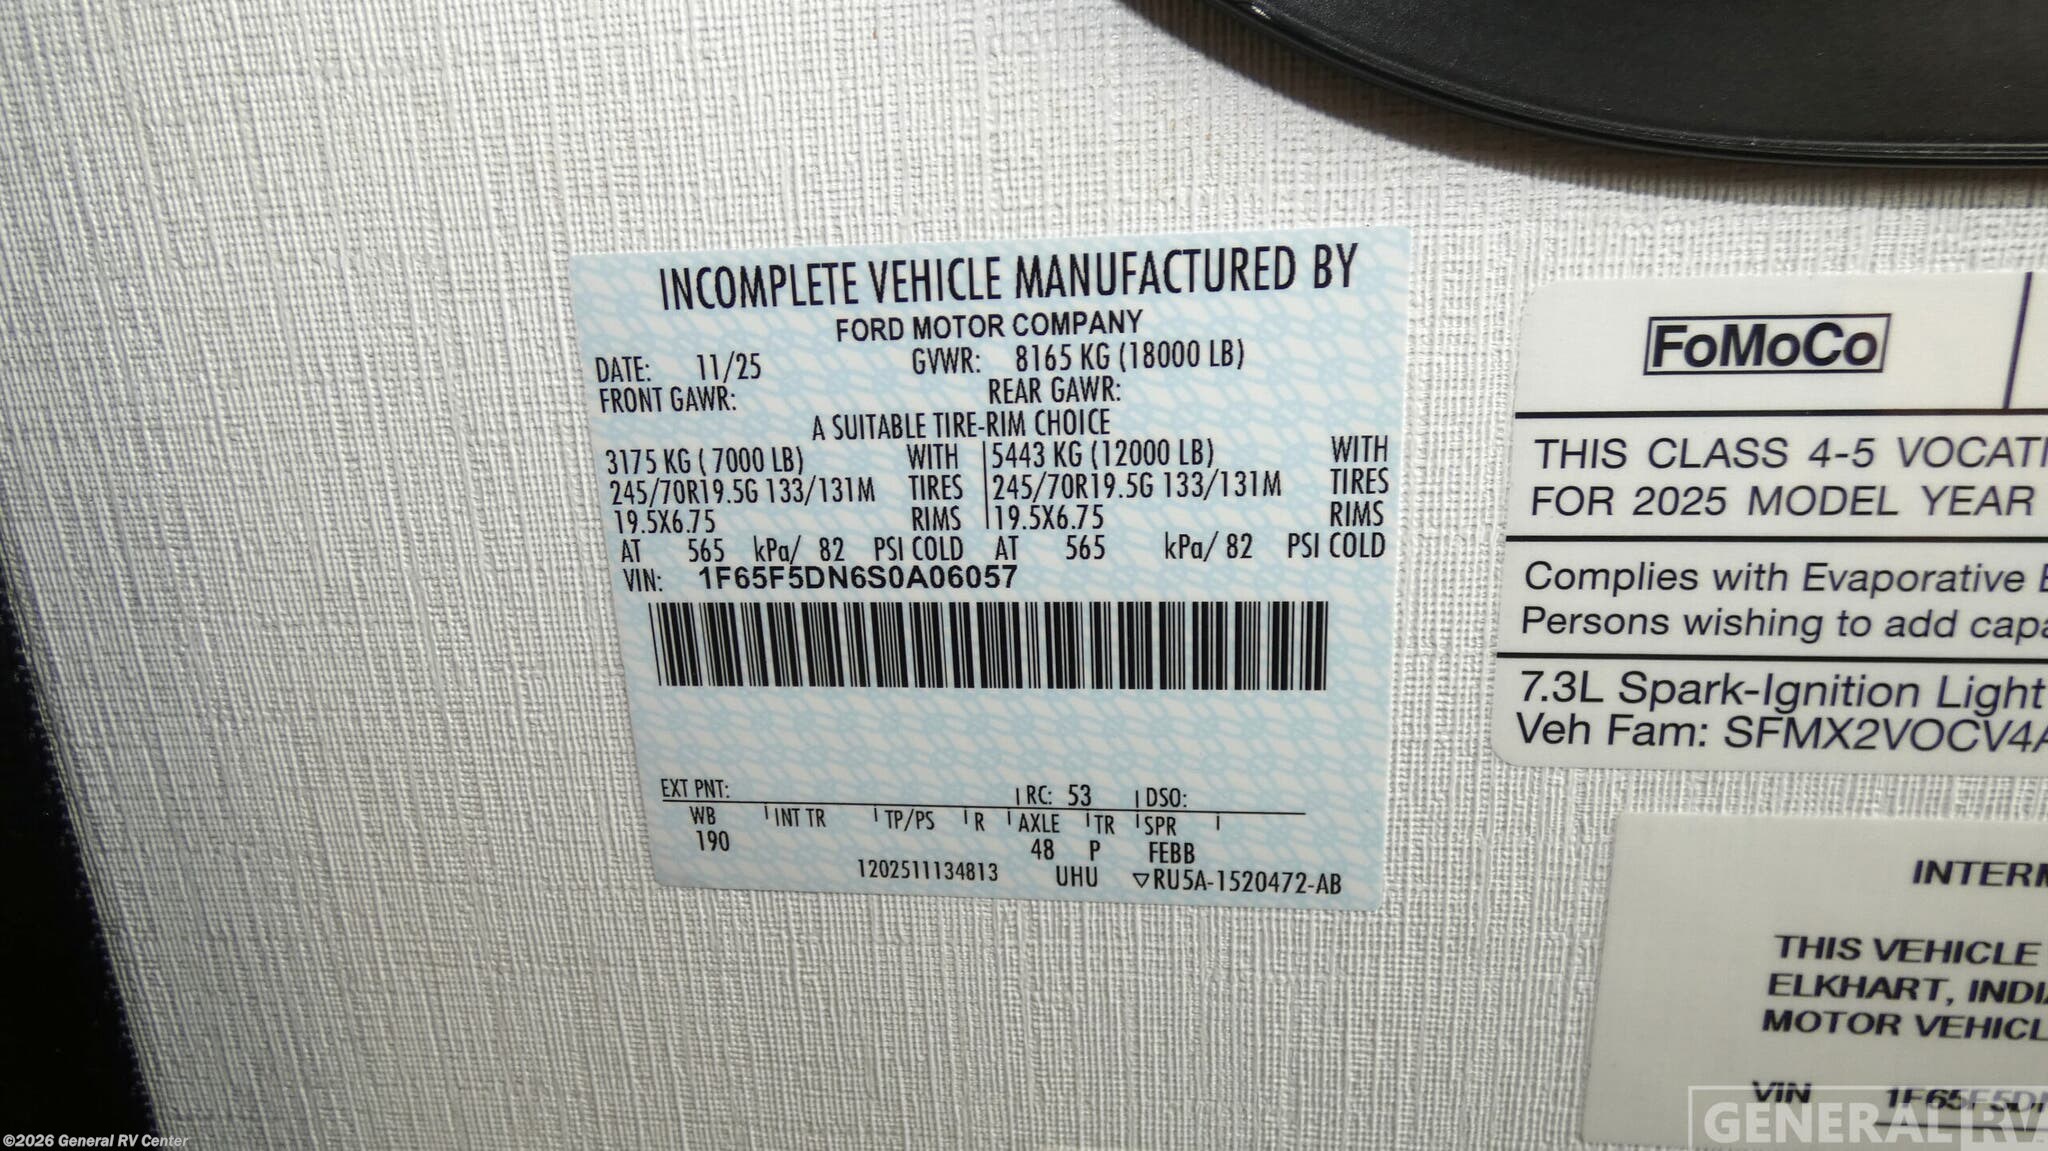 INCOMPLETE VEHICLE MANUFACTURED BY
FORD MOTOR COMPANY
DATE: 11/25 GVWR: 8165 KG (18000 LB)
FRONT GAWR: REAR GAWR:
A SUITABLE TIRE-RIM CHOICE
3175 KG ( 7000 LB) WITH 5443 KG (12000 LB) WITH
245/70R19.5G 133/131M TIRES 245/70R19.5G 133/131M TIRES
19.5X6.75 RIMS 19.5X6.75 RIMS
AT 565 kPa/ 82 PSI COLD AT 565 kPa/ 82 PSI COLD
VIN: 1F65F5DN6S0A06057
EXT PNT: RC: 53 DSO:
WB INT TR TP/PS R AXLE TR SPR
190 48 P FEBB
1202511134813 UHU ▽RU5A-1520472-AB
FoMoCo
THIS CLASS 4-5 VOCATI
FOR 2025 MODEL YEAR
Complies with Evaporative E
Persons wishing to add capa
7.3L Spark-Ignition Light
Veh Fam: SFMX2VOCV4A
INTERM
THIS VEHICLE
ELKHART, INDIA
MOTOR VEHICL
VIN 1F65F5DN
GENERAL RV
©2026 General RV Center